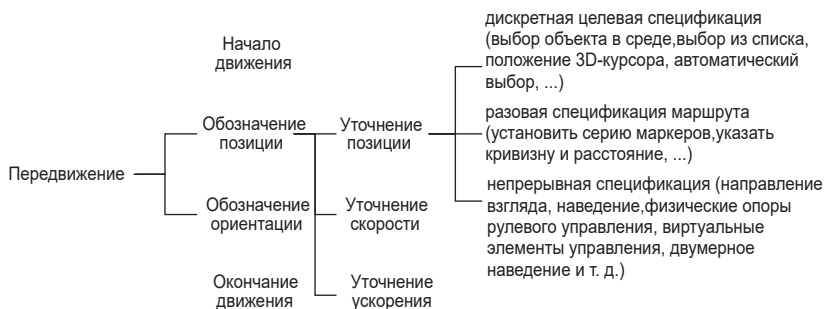 Передвижение
Начало
движения
Обозначение
позиции
Обозначение
ориентации
Окончание
движения
Уточнение
позиции
Уточнение
скорости
Уточнение
ускорения
дискретная целевая спецификация
(выбор объекта в среде,выбор из списка,
положение 3D-курсора, автоматический
выбор, ...)
разовая спецификация маршрута
(установить серию маркеров,указать
кривизну и расстояние, ...)
непрерывная спецификация (направление
взгляда, наведение,физические опоры
рулевого управления, виртуальные
элементы управления, двумерное
наведение и т. д.)